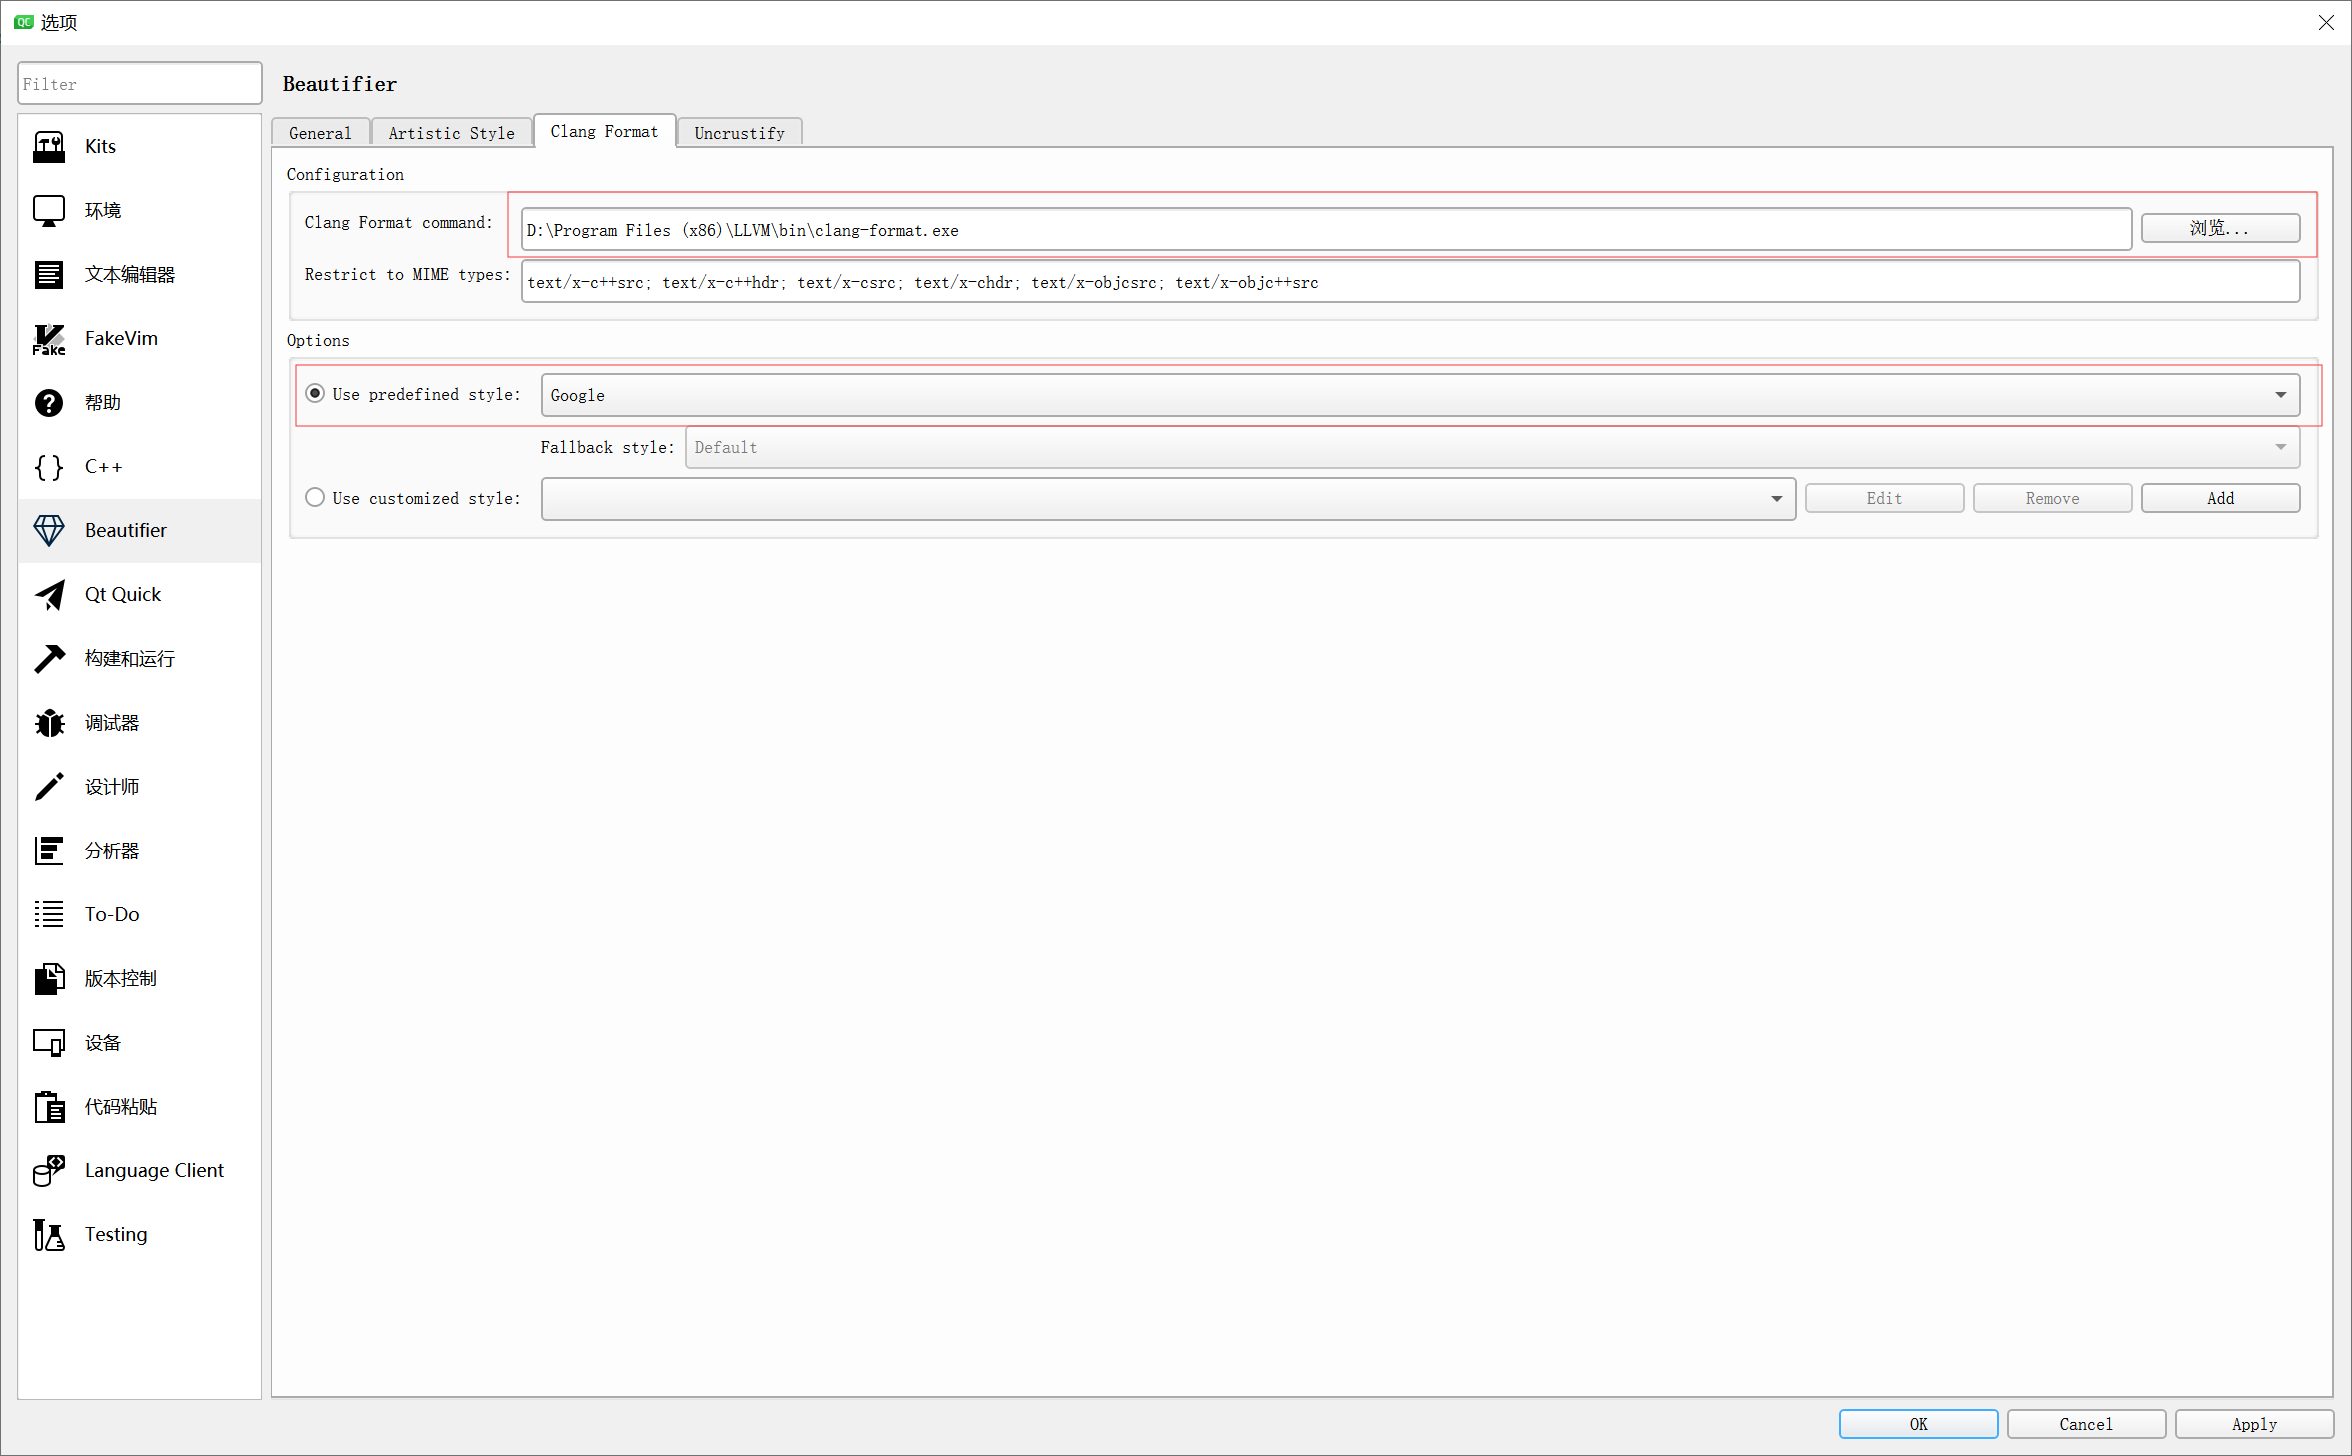 QC 选项
Filter
Kits
环境
文本编辑器
Fake FakeVim
帮助
C++
Beautifier
Qt Quick
构建和运行
调试器
设计师
分析器
To-Do
版本控制
设备
代码粘贴
Language Client
Testing
Beautifier
General Artistic Style Clang Format Uncrustify
Configuration
Clang Format command: D:\Program Files (x86)\LLVM\bin\clang-format.exe 浏览...
Restrict to MIME types: text/x-c++src; text/x-c++hdr; text/x-csrc; text/x-chdr; text/x-objcsrc; text/x-objc++src
Options
Use predefined style: Google
Fallback style: Default
Use customized style: Edit Remove Add
OK Cancel Apply